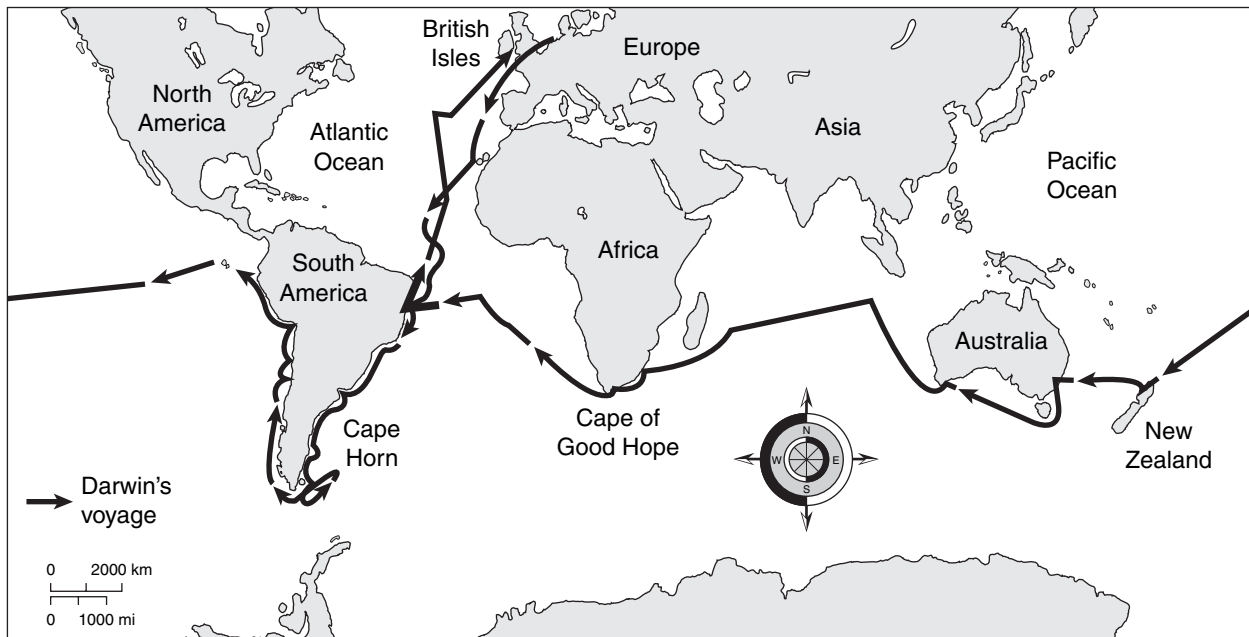 British
Isles
Europe
North
America
Atlantic
Ocean
Asia
Pacific
Ocean
Africa
South
America
Australia
Cape of
Good Hope
Cape
Horn
New
Zealand
N
W E
S
Darwin's
voyage
0 2000 km
0 1000 mi